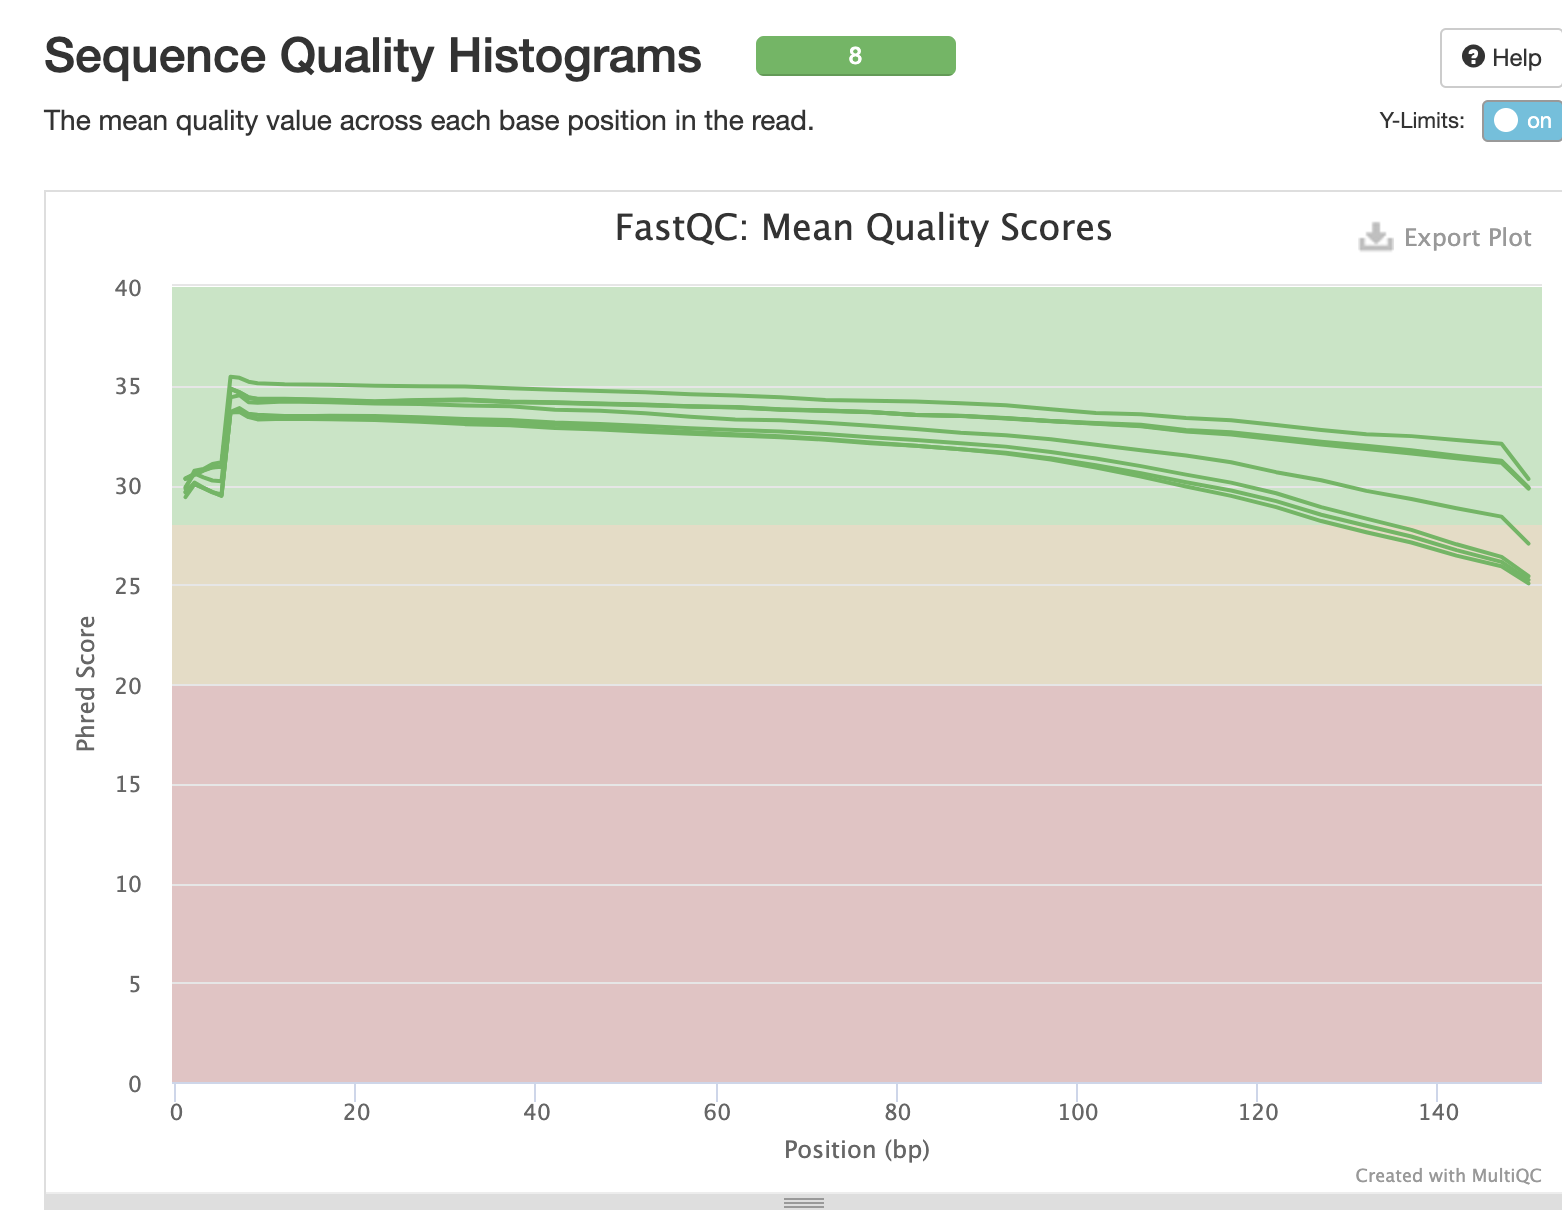 Sequence Quality Histograms 8
Help
The mean quality value across each base position in the read.
Y-Limits: on
FastQC: Mean Quality Scores
Export Plot
40
35
30
25
20
15
10
5
0
Phred Score
0 20 40 60 80 100 120 140
Position (bp)
Created with MultiQC